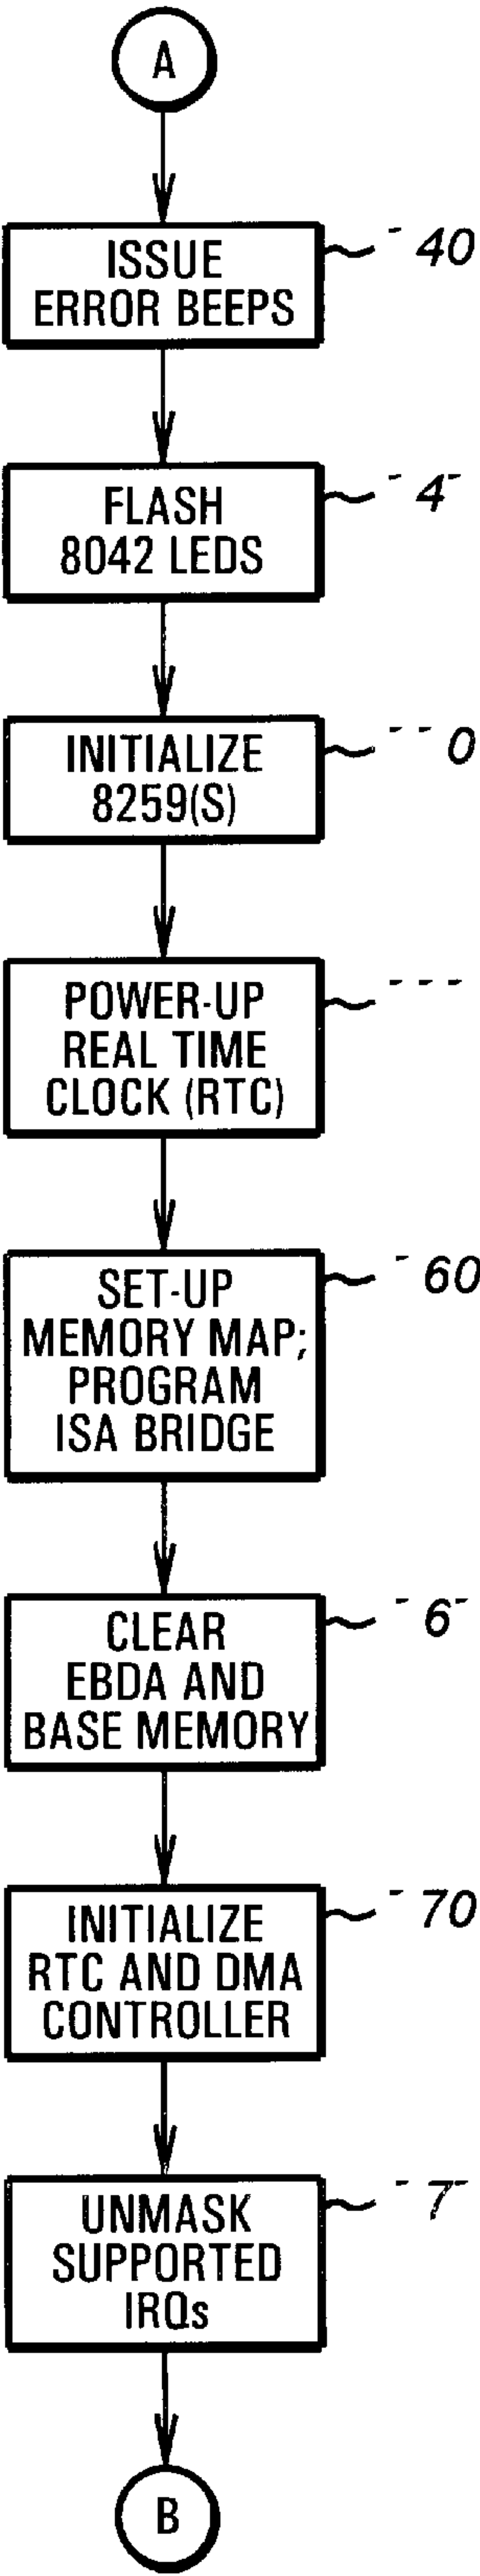 A
ISSUE
ERROR BEEPS
40
FLASH
8042 LEDS
4
INITIALIZE
8259(S)
0
POWER-UP
REAL TIME
CLOCK (RTC)
SET-UP
MEMORY MAP;
PROGRAM
ISA BRIDGE
60
CLEAR
EBDA AND
BASE MEMORY
6
INITIALIZE
RTC AND DMA
CONTROLLER
70
UNMASK
SUPPORTED
IRQs
7
B